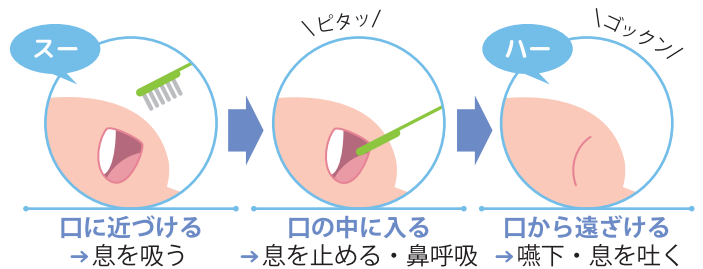 スー
ピタッ
ハー
ゴックン
口に近づける
→息を吸う
口の中に入る
→息を止める・鼻呼吸
口から遠ざける
→嚥下・息を吐く